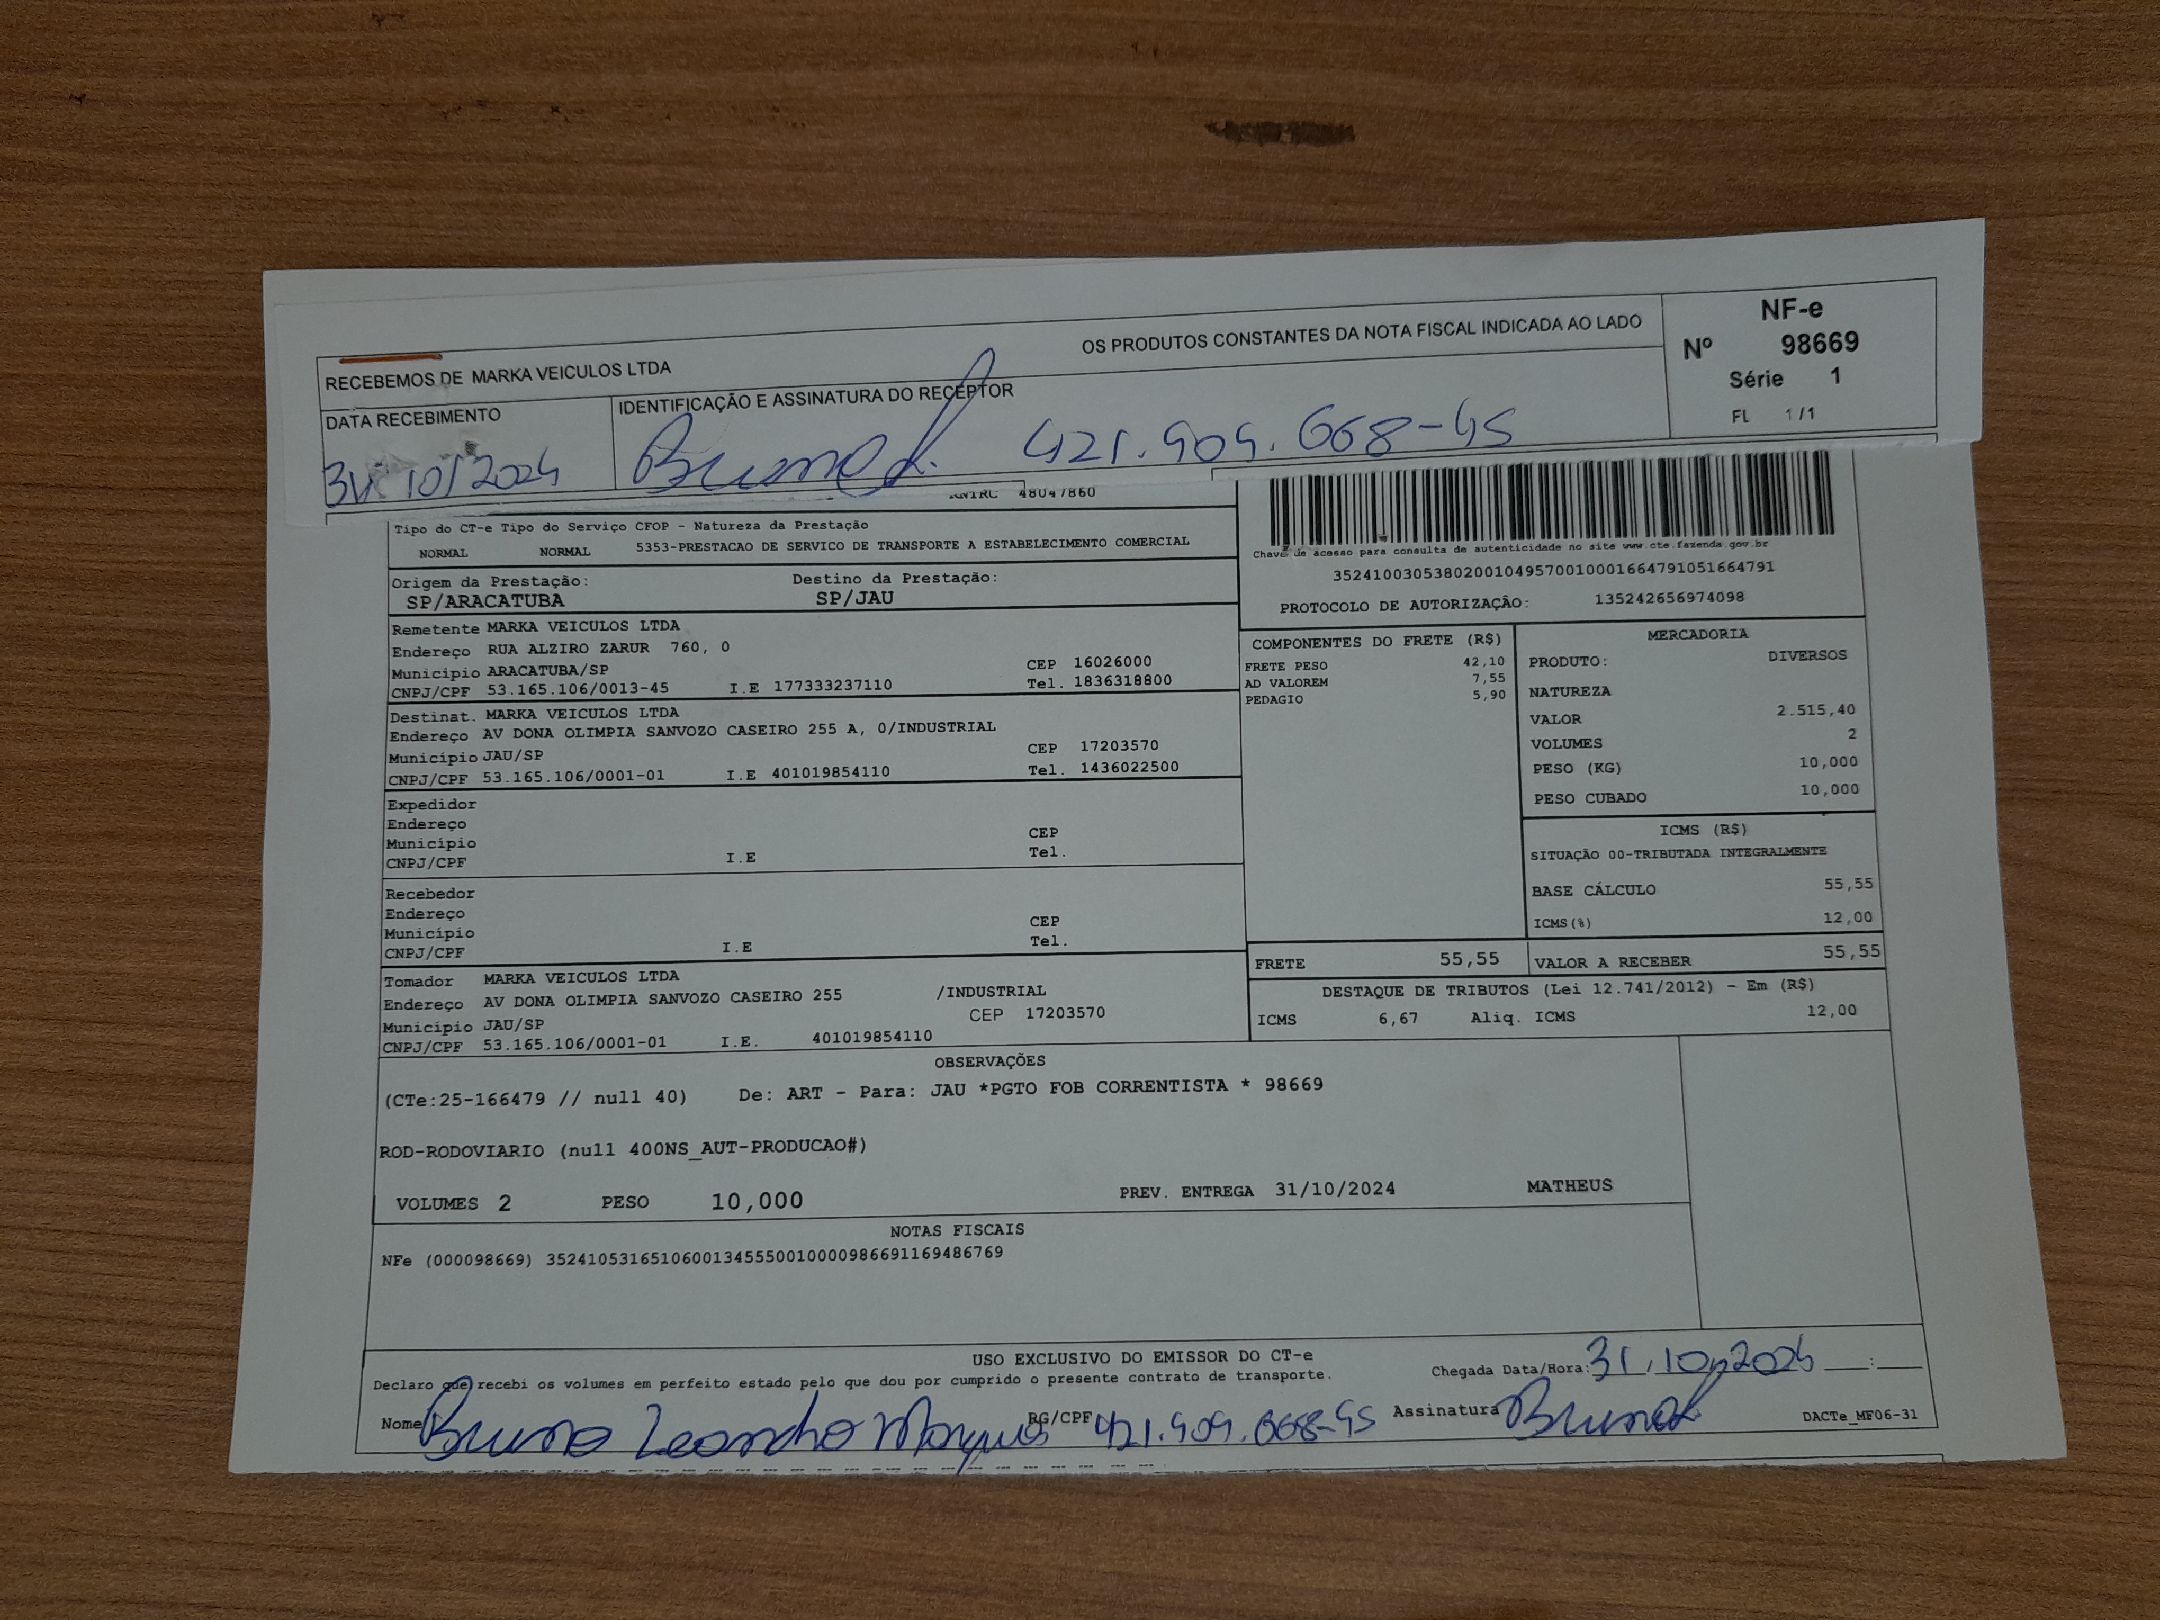 RECEBEMOS DE MARKA VEICULOS LTDA OS PRODUTOS CONSTANTES DA NOTA FISCAL INDICADA AO LADO
NF-e
Nº 98669
Série 1
FL 1/1
DATA RECEBIMENTO
31/10/2024
IDENTIFICAÇÃO E ASSINATURA DO RECEPTOR
Bruno L. 421.909.668-45
RNTRC 48047860
Tipo do CT-e Tipo do Serviço CFOP - Natureza da Prestação
NORMAL NORMAL 5353-PRESTACAO DE SERVICO DE TRANSPORTE A ESTABELECIMENTO COMERCIAL
Chave de acesso para consulta de autenticidade no site www.cte.fazenda.gov.br
35241003053802001049570010001664791051664791
PROTOCOLO DE AUTORIZAÇÃO: 135242656974098
Origem da Prestação: Destino da Prestação:
SP/ARACATUBA SP/JAU
Remetente MARKA VEICULOS LTDA
Endereço RUA ALZIRO ZARUR 760, 0
Municipio ARACATUBA/SP CEP 16026000
CNPJ/CPF 53.165.106/0013-45 I.E 177333237110 Tel. 1836318800
Destinat. MARKA VEICULOS LTDA
Endereço AV DONA OLIMPIA SANVOZO CASEIRO 255 A, 0/INDUSTRIAL
Município JAU/SP CEP 17203570
CNPJ/CPF 53.165.106/0001-01 I.E 401019854110 Tel. 1436022500
Expedidor
Endereço
Município CEP
CNPJ/CPF I.E Tel.
Recebedor
Endereço
Município CEP
CNPJ/CPF I.E Tel.
Tomador MARKA VEICULOS LTDA
Endereço AV DONA OLIMPIA SANVOZO CASEIRO 255 /INDUSTRIAL
Município JAU/SP CEP 17203570
CNPJ/CPF 53.165.106/0001-01 I.E. 401019854110
COMPONENTES DO FRETE (R$)
FRETE PESO 42,10
AD VALOREM 7,55
PEDAGIO 5,90
MERCADORIA
PRODUTO: DIVERSOS
NATUREZA
VALOR 2.515,40
VOLUMES 2
PESO (KG) 10,000
PESO CUBADO 10,000
ICMS (R$)
SITUAÇÃO 00-TRIBUTADA INTEGRALMENTE
BASE CÁLCULO 55,55
ICMS(%) 12,00
FRETE 55,55 VALOR A RECEBER 55,55
DESTAQUE DE TRIBUTOS (Lei 12.741/2012) - Em (R$)
ICMS 6,67 Aliq. ICMS 12,00
OBSERVAÇÕES
(CTe:25-166479 // null 40) De: ART - Para: JAU *PGTO FOB CORRENTISTA * 98669
ROD-RODOVIARIO (null 400NS_AUT-PRODUCAO#)
VOLUMES 2 PESO 10,000 PREV. ENTREGA 31/10/2024 MATHEUS
NOTAS FISCAIS
NFe (000098669) 35241053165106001345550010000986691169486769
USO EXCLUSIVO DO EMISSOR DO CT-e
Declaro que recebi os volumes em perfeito estado pelo que dou por cumprido o presente contrato de transporte.
Chegada Data/Hora: 31/10/2024 __:__
Nome Bruno Leandro Marques RG/CPF 421.909.668-45 Assinatura Bruno L
DACTe_MF06-31